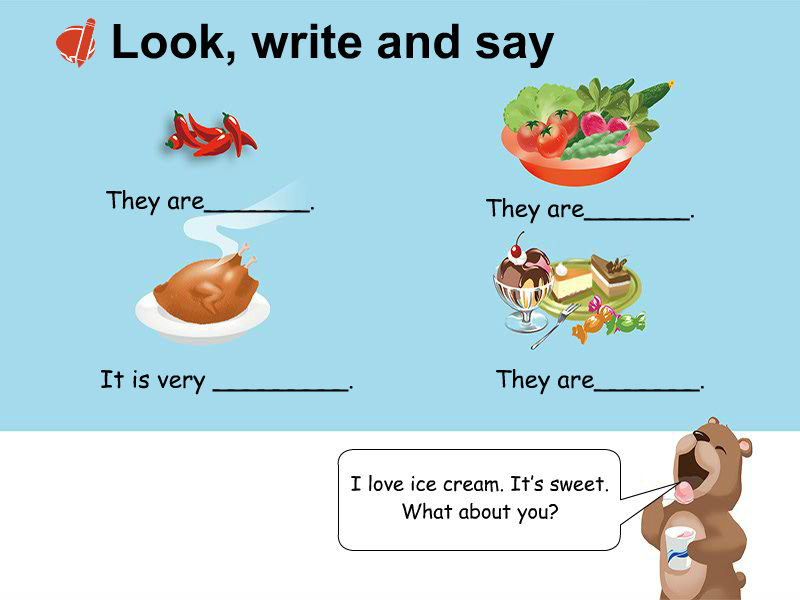 Look, write and say
They are_______.
They are_______.
It is very _________.
They are_______.
I love ice cream. It’s sweet.
What about you?